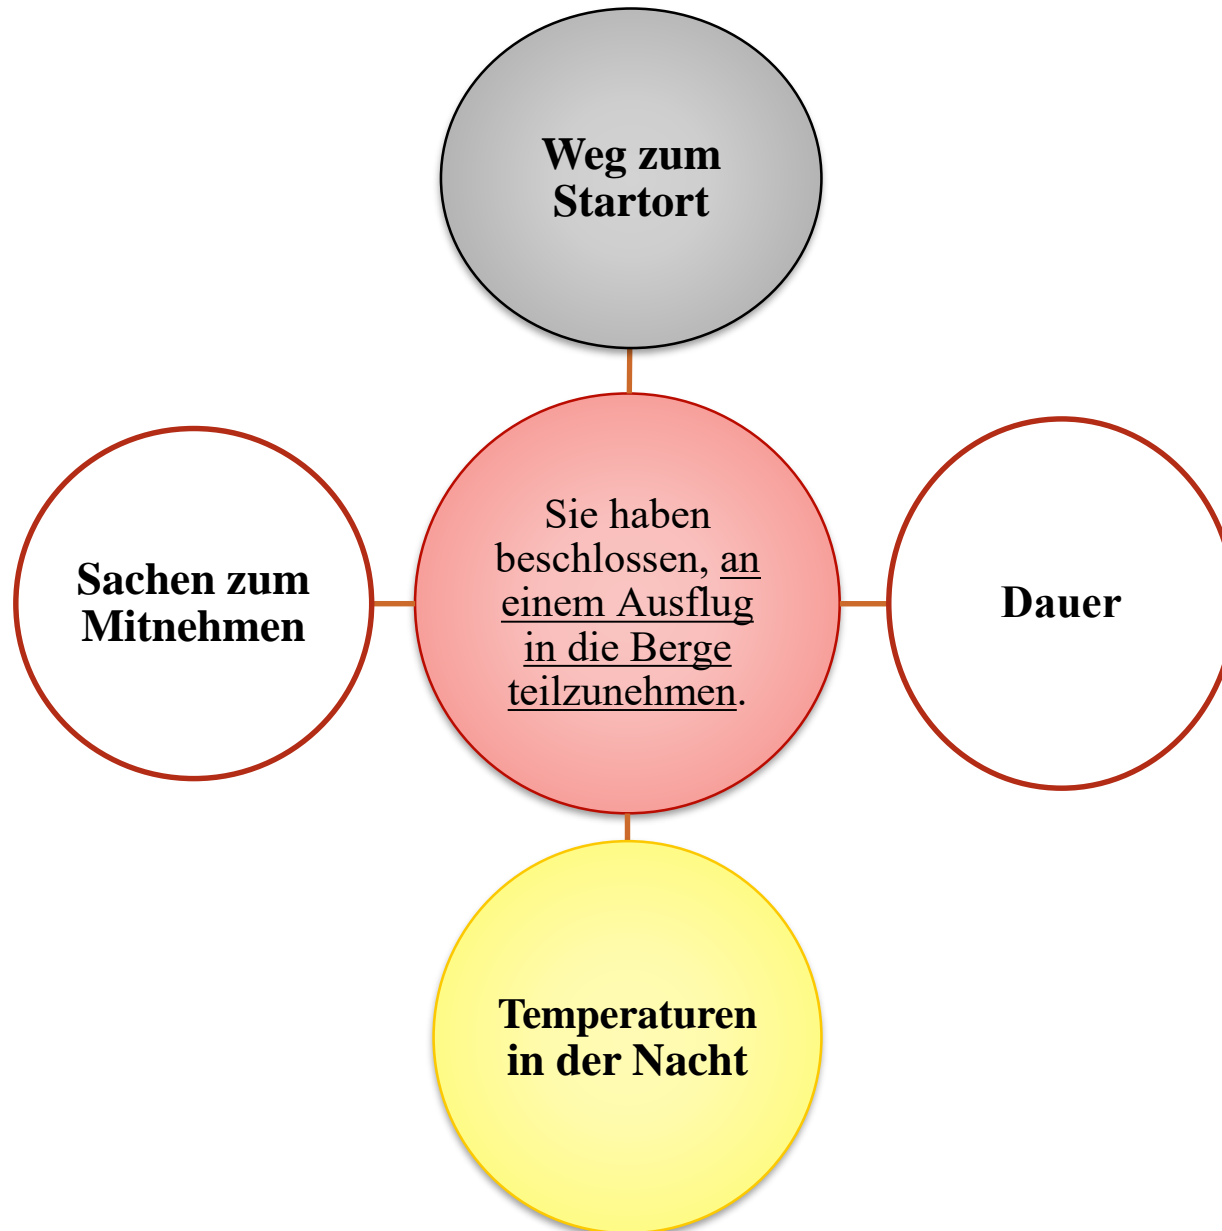 Weg zum
Startort
Sachen zum
Mitnehmen
Sie haben
beschlossen, an
einem Ausflug
in die Berge
teilzunehmen.
Dauer
Temperaturen
in der Nacht